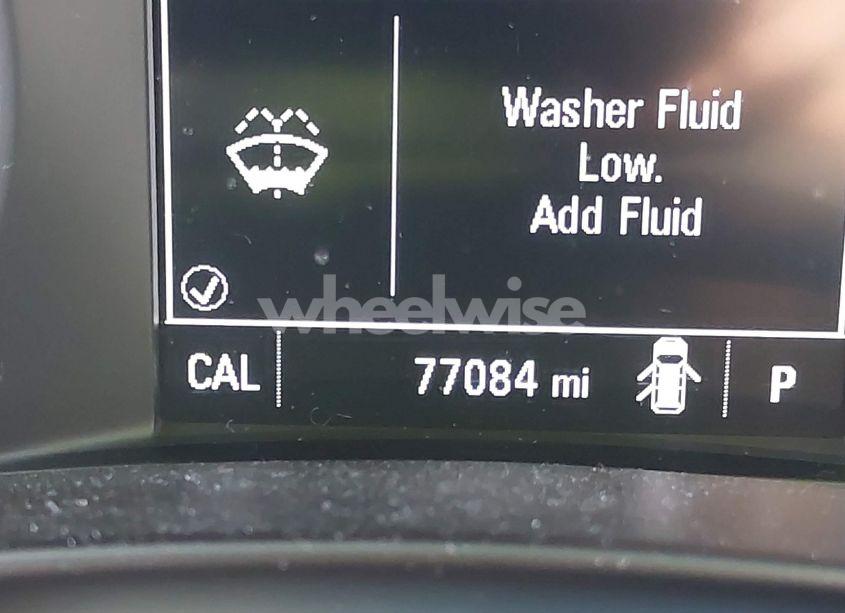 Washer Fluid
Low.
Add Fluid
wheelwise
CAL 77084 mi P